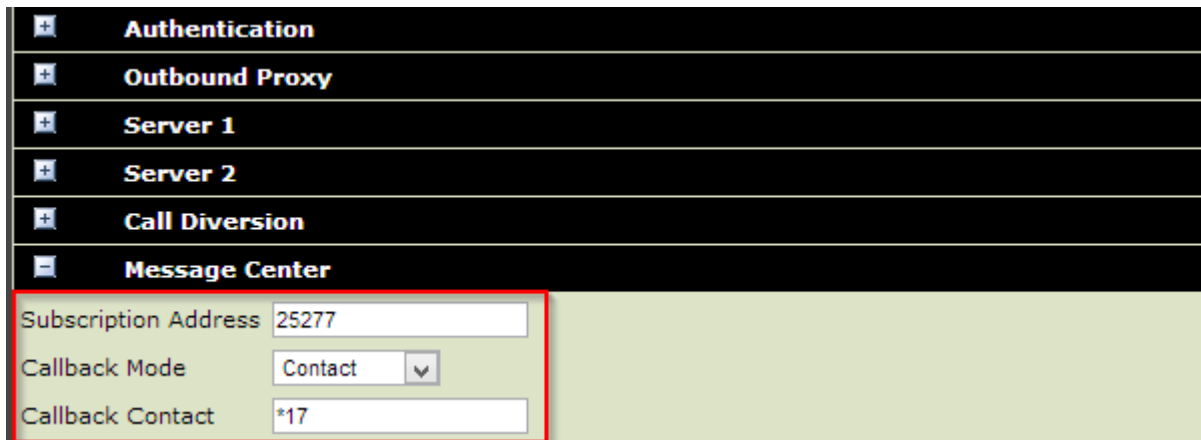 Authentication
Outbound Proxy
Server 1
Server 2
Call Diversion
Message Center
Subscription Address 25277
Callback Mode Contact
Callback Contact *17